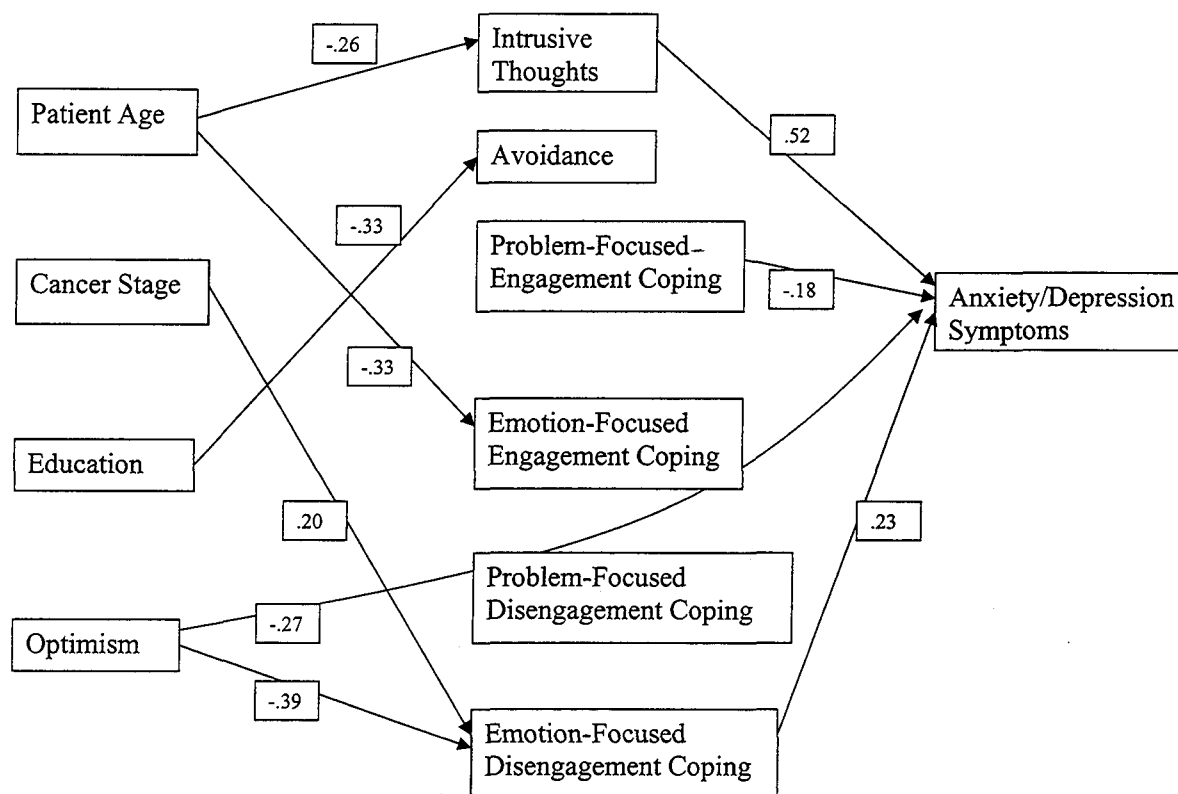 -.26
Intrusive
Thoughts
Patient Age
.52
Avoidance
-.33
Problem-Focused-
Engagement Coping
Cancer Stage
-.18
Anxiety/Depression
Symptoms
-.33
Emotion-Focused
Engagement Coping
Education
.20
.23
Problem-Focused
Disengagement Coping
Optimism
-.27
-.39
Emotion-Focused
Disengagement Coping